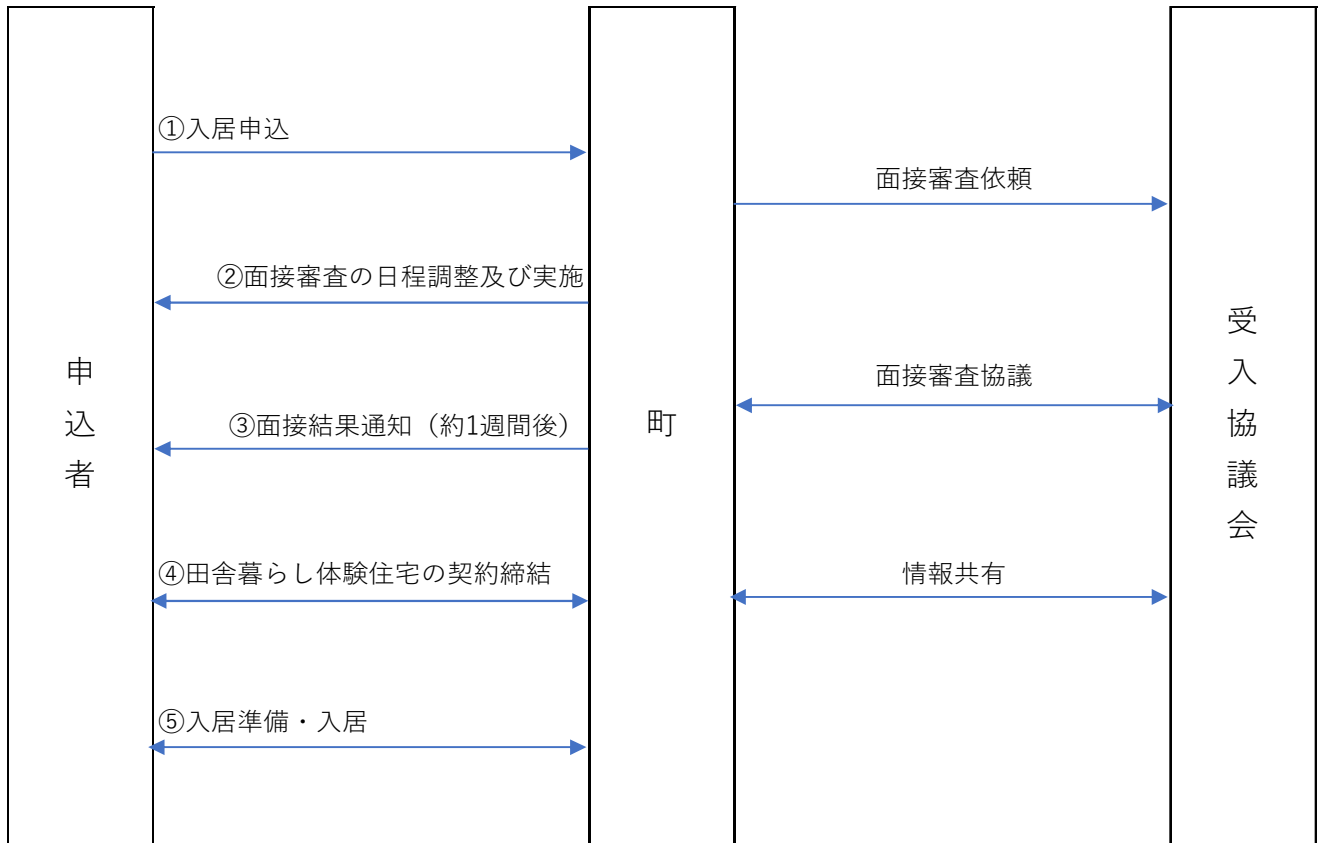 ①入居申込
面接審査依頼
②面接審査の日程調整及び実施
申込者
面接審査協議
③面接結果通知（約1週間後）
町
受入協議会
④田舎暮らし体験住宅の契約締結
情報共有
⑤入居準備・入居